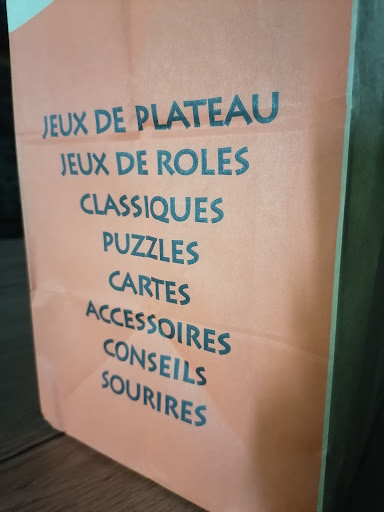 JEUX DE PLATEAU
JEUX DE ROLES
CLASSIQUES
PUZZLES
CARTES
ACCESSOIRES
CONSEILS
SOURIRES